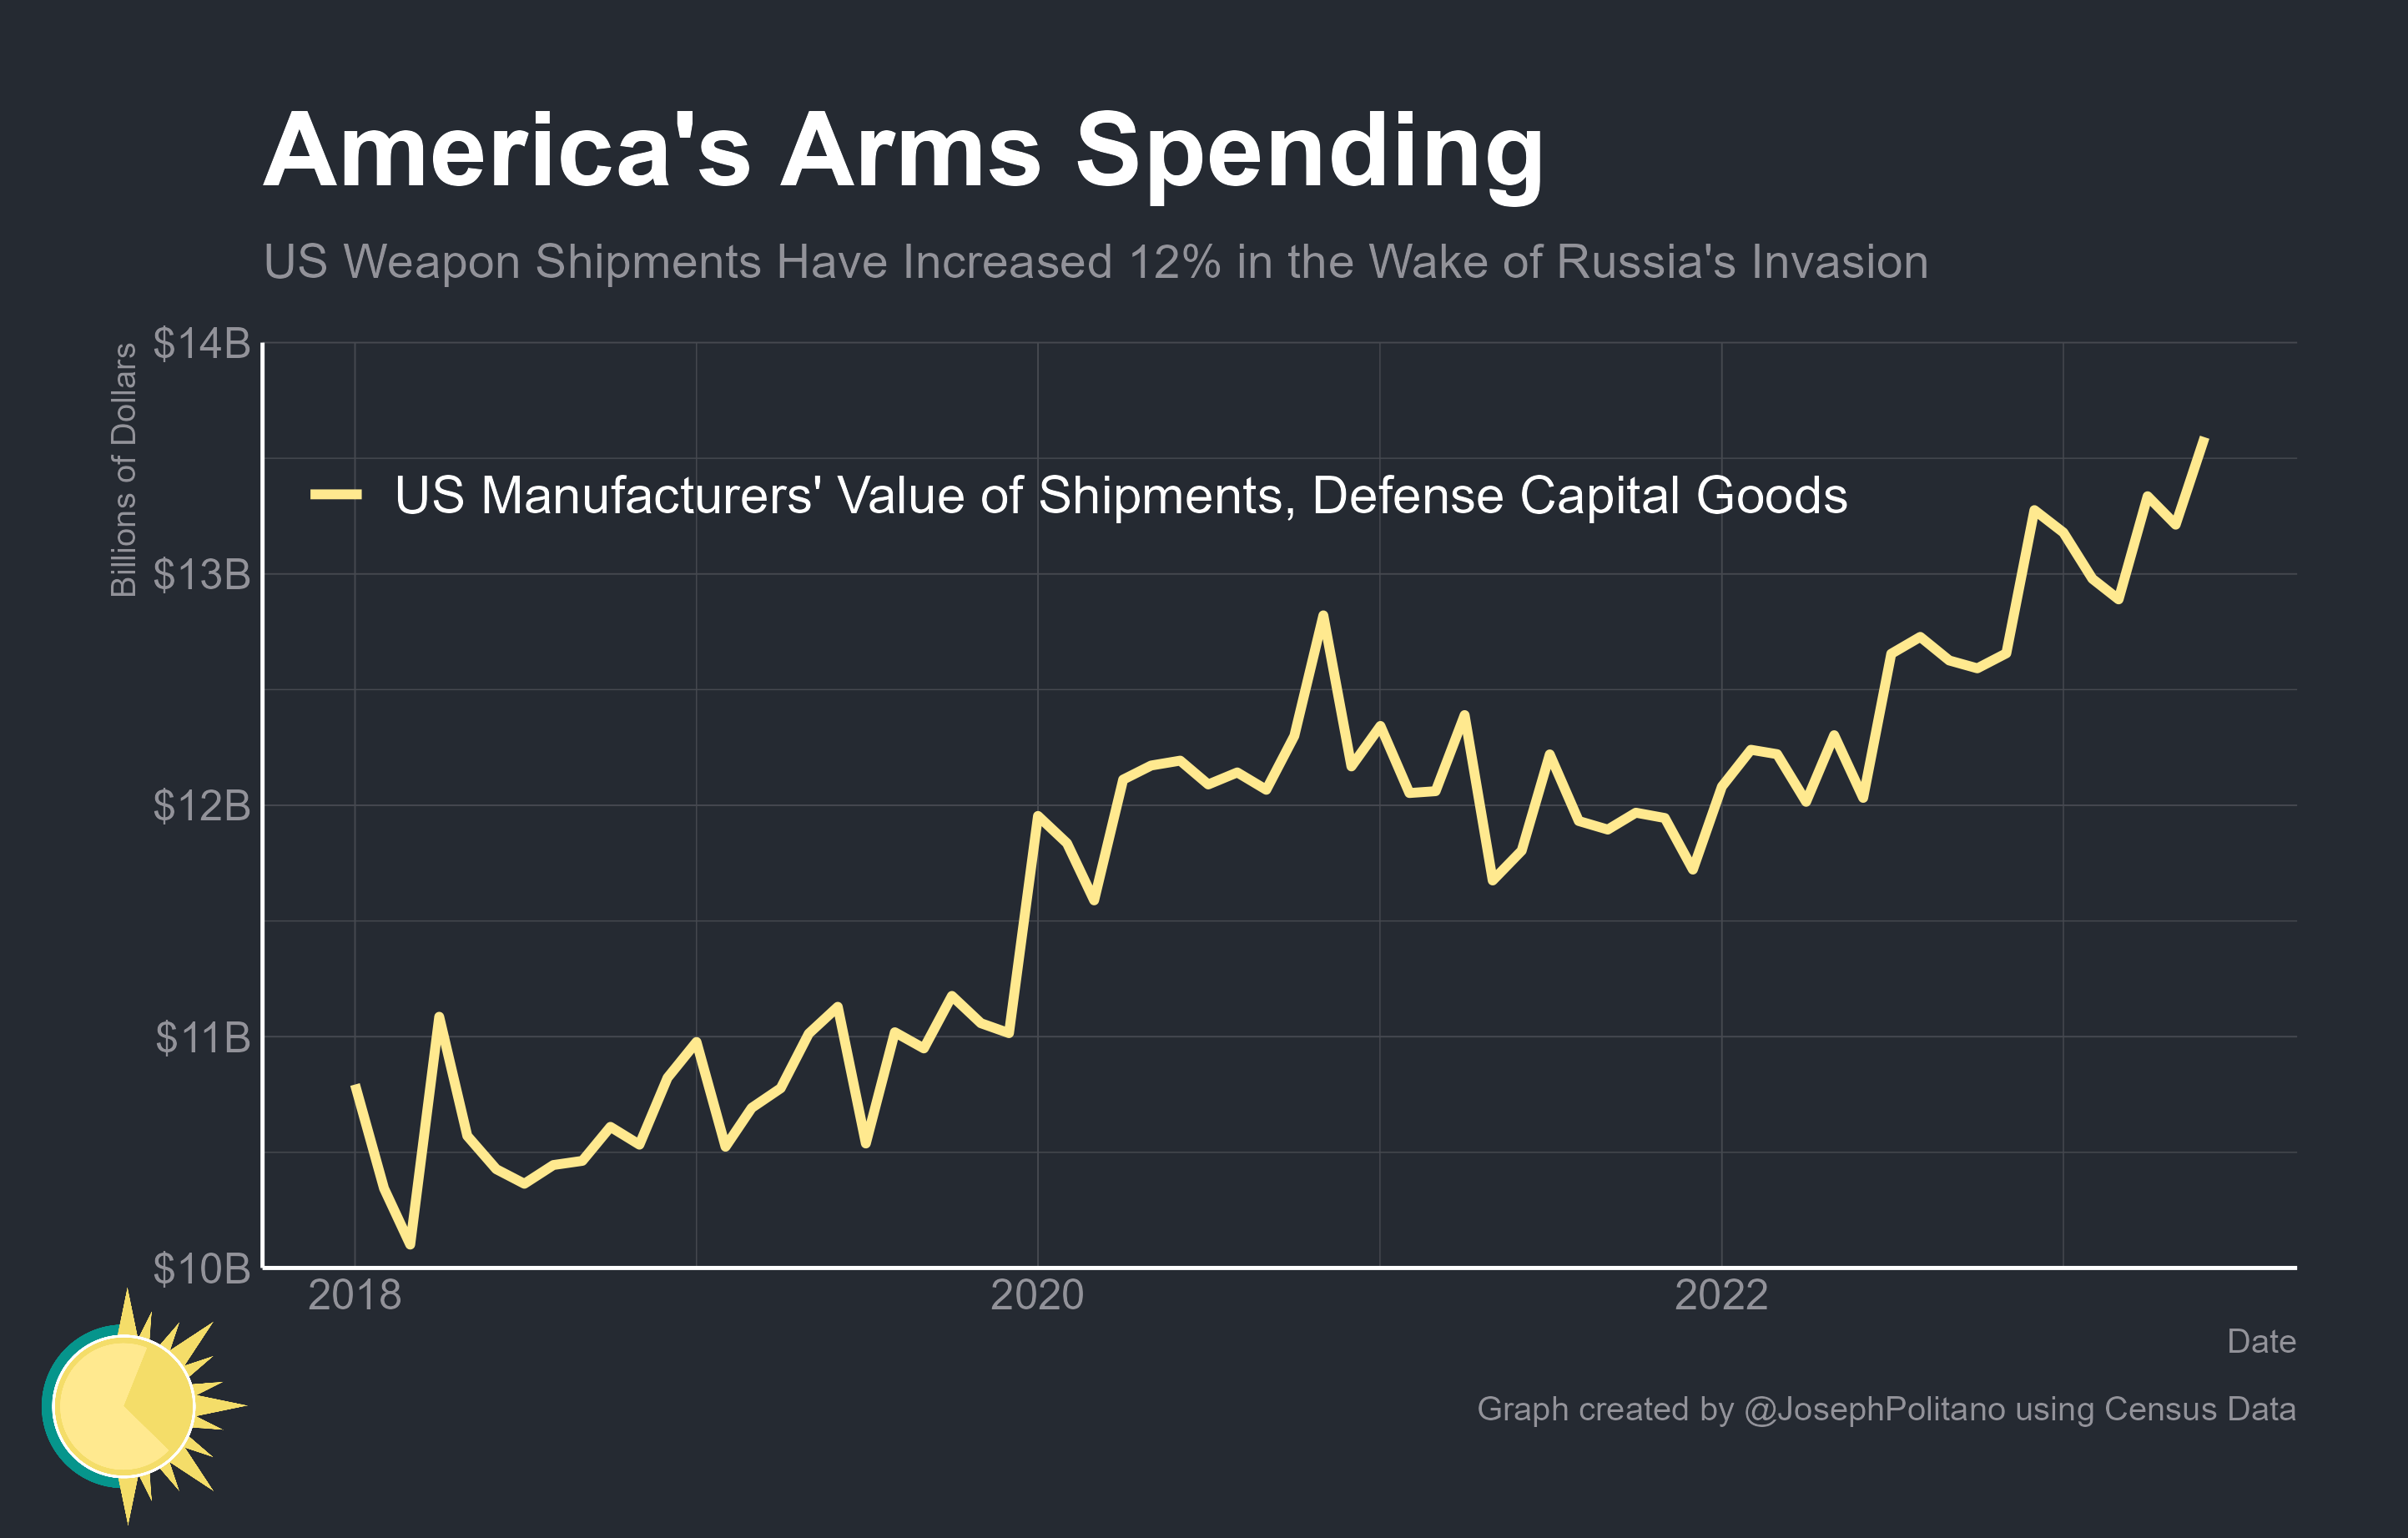 America's Arms Spending
US Weapon Shipments Have Increased 12% in the Wake of Russia's Invasion
Billions of Dollars
$14B
US Manufacturers' Value of Shipments, Defense Capital Goods
$13B
$12B
$11B
$10B
2018
2020
2022
Date
Graph created by @JosephPolitano using Census Data